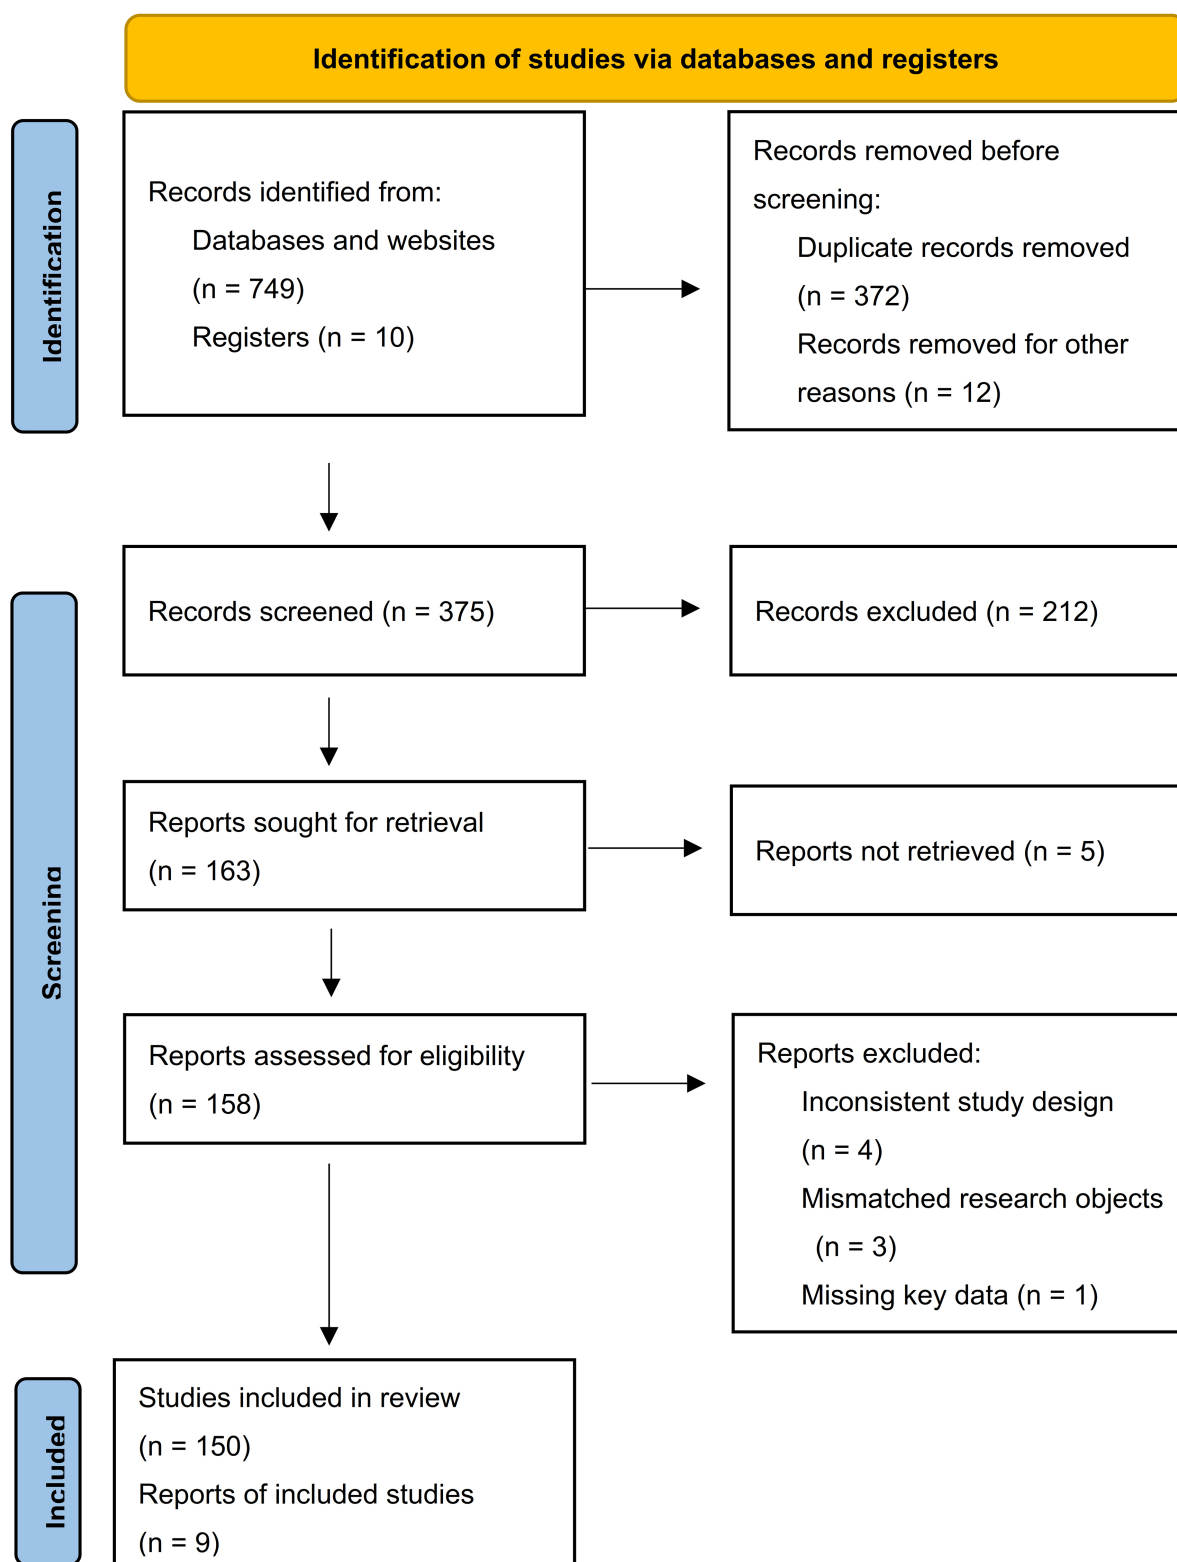 Identification of studies via databases and registers
Identification
Records identified from:
Databases and websites
(n = 749)
Registers (n = 10)
Records removed before
screening:
Duplicate records removed
(n = 372)
Records removed for other
reasons (n = 12)
Screening
Records screened (n = 375)
Records excluded (n = 212)
Reports sought for retrieval
(n = 163)
Reports not retrieved (n = 5)
Reports assessed for eligibility
(n = 158)
Reports excluded:
Inconsistent study design
(n = 4)
Mismatched research objects
(n = 3)
Missing key data (n = 1)
Included
Studies included in review
(n = 150)
Reports of included studies
(n = 9)